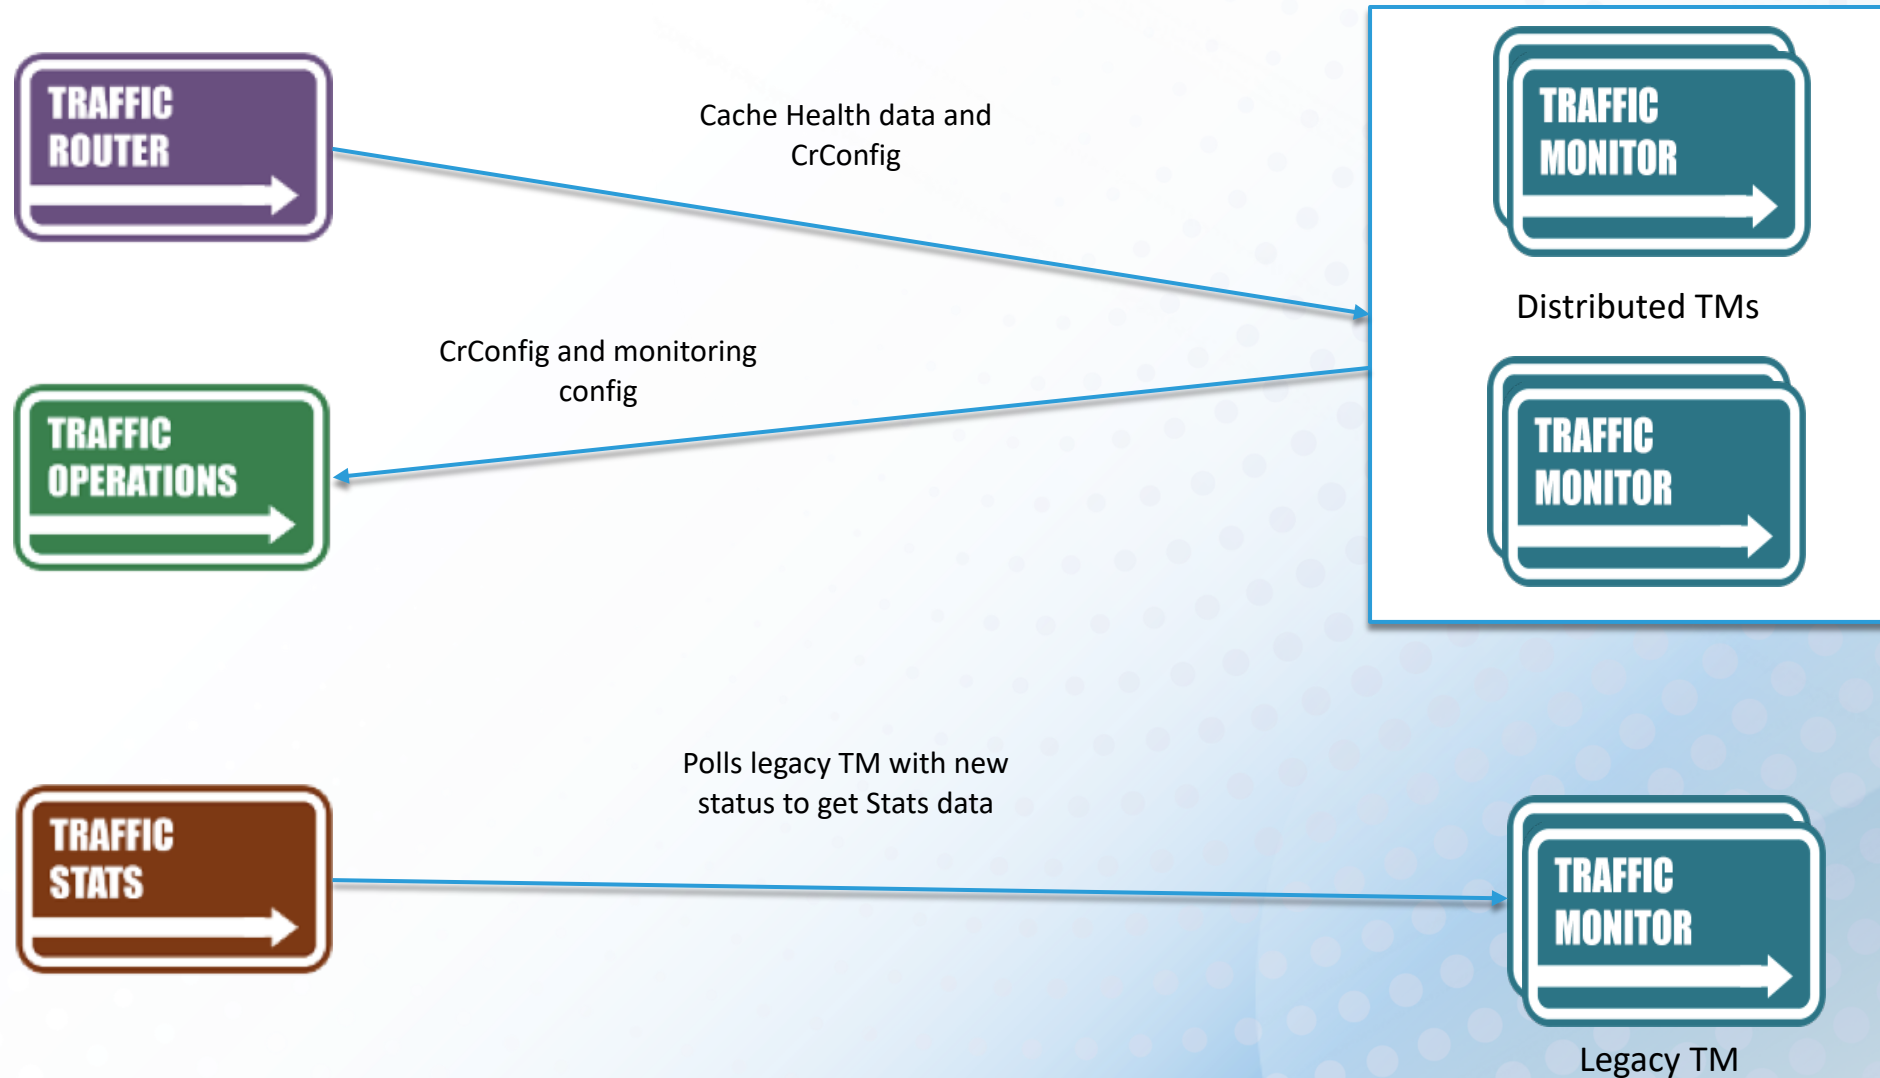 TRAFFIC
ROUTER
Cache Health data and
CrConfig
TRAFFIC
MONITOR
Distributed TMs
CrConfig and monitoring
config
TRAFFIC
OPERATIONS
TRAFFIC
MONITOR
Polls legacy TM with new
status to get Stats data
TRAFFIC
STATS
TRAFFIC
MONITOR
Legacy TM